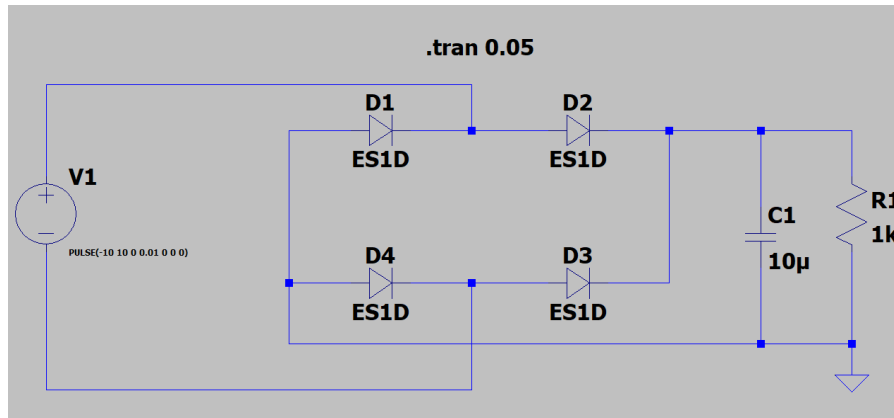 .tran 0.05
D1
D2
ES1D
ES1D
V1
PULSE(-10 10 0 0.01 0 0 0)
R1
1k
C1
10µ
D4
D3
ES1D
ES1D